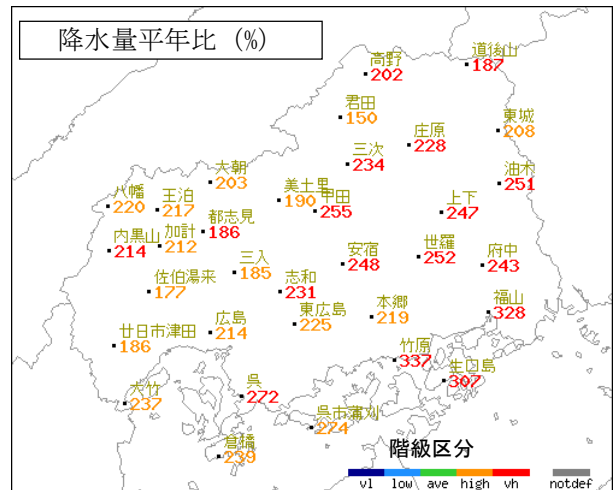 降水量平年比 (%)
道後山
187
高野
202
君田
150
東城
208
庄原
228
三次
234
油木
251
大朝
203
美土里
190
甲田
255
八幡
220
王泊
217
上下
247
都志見
186
内黒山
214
加計
212
世羅
252
府中
243
安宿
248
三入
185
佐伯湯来
177
志和
231
福山
328
東広島
225
本郷
219
広島
214
廿日市津田
186
竹原
337
生口島
307
大竹
237
呉
272
呉市蒲刈
274
倉橋
239
階級区分
vl low ave high vh notdef